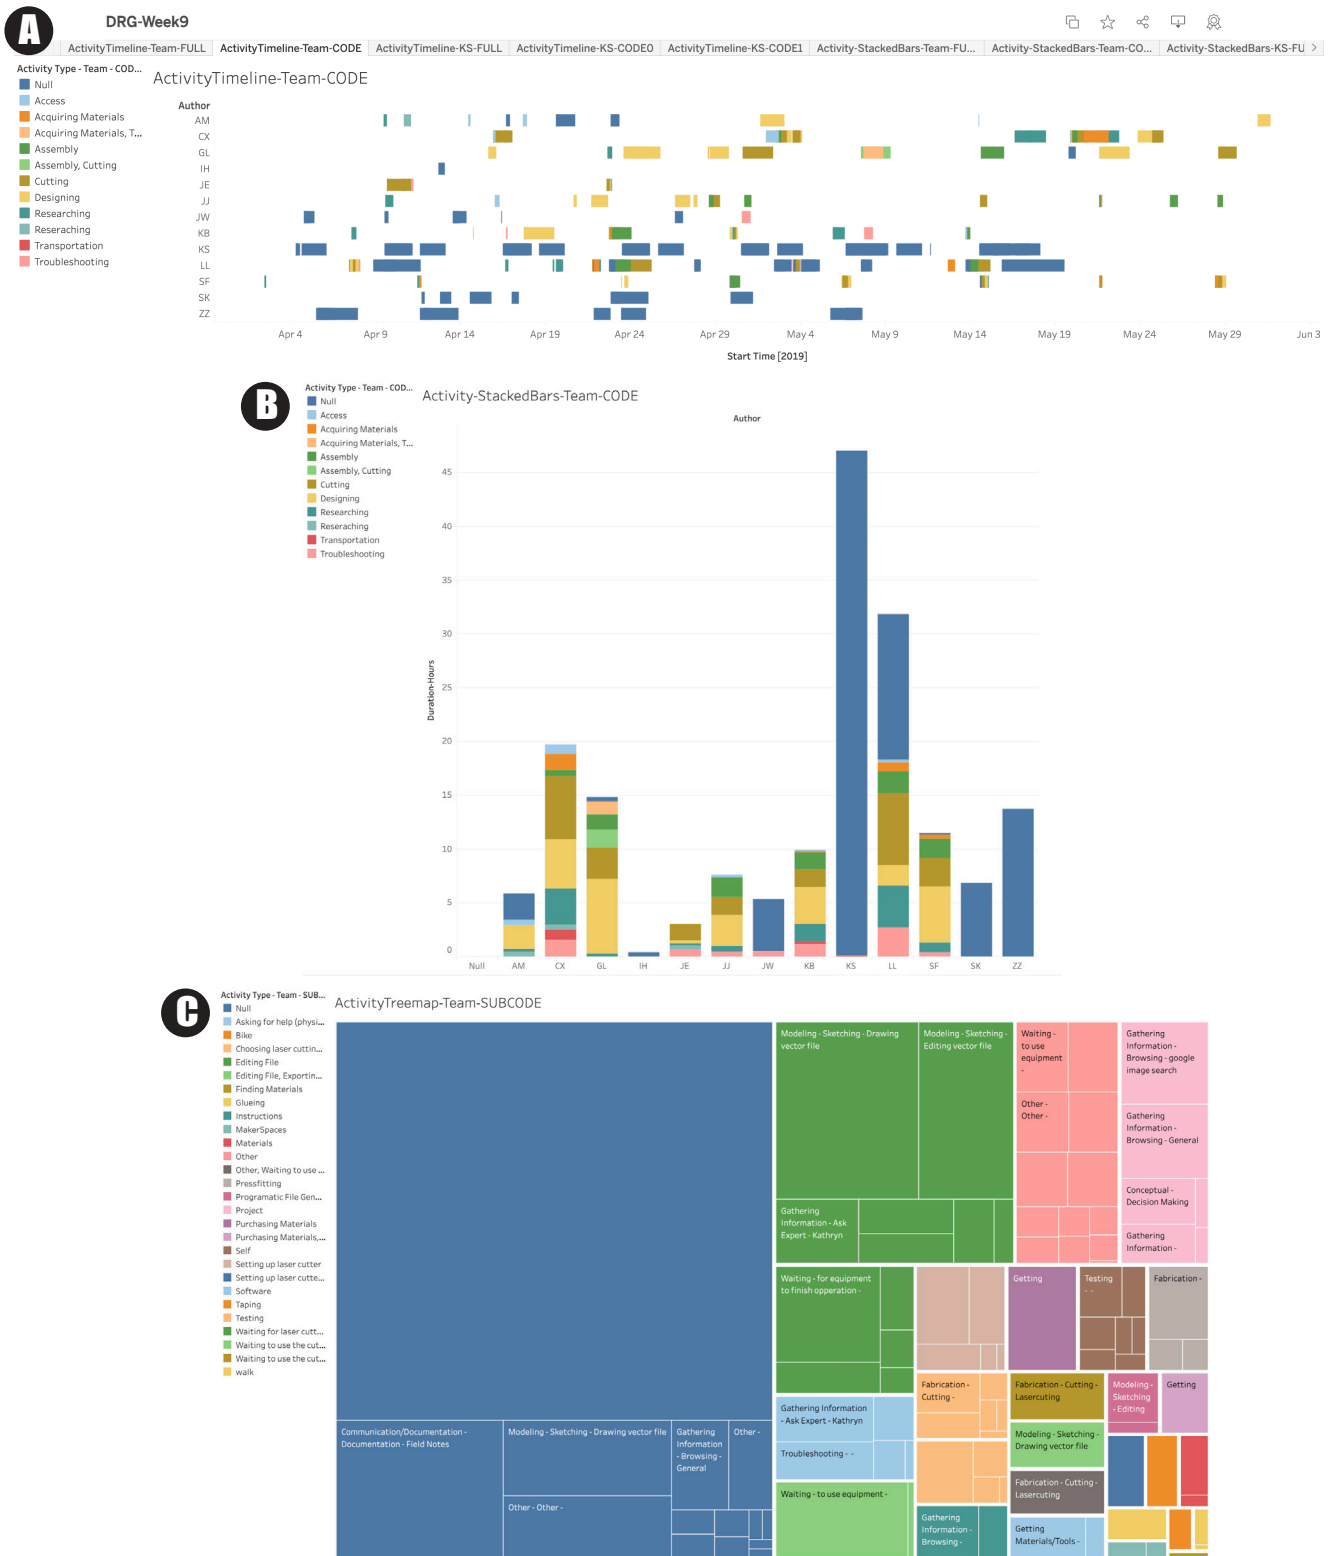 A
DRG-Week9
ActivityTimeline-Team-FULL
ActivityTimeline-Team-CODE
ActivityTimeline-KS-FULL
ActivityTimeline-KS-CODE0
ActivityTimeline-KS-CODE1
Activity-StackedBars-Team-FU...
Activity-StackedBars-Team-CO...
Activity-StackedBars-KS-FU
Activity Type - Team - COD...
Null
Access
Acquiring Materials
Acquiring Materials, T...
Assembly
Assembly, Cutting
Cutting
Designing
Researching
Reseraching
Transportation
Troubleshooting
ActivityTimeline-Team-CODE
Author
AM
CX
GL
IH
JE
JJ
JW
KB
KS
LL
SF
SK
ZZ
Apr 4
Apr 9
Apr 14
Apr 19
Apr 24
Apr 29
May 4
May 9
May 14
May 19
May 24
May 29
Jun 3
Start Time [2019]
B
Activity Type - Team - COD...
Null
Access
Acquiring Materials
Acquiring Materials, T...
Assembly
Assembly, Cutting
Cutting
Designing
Researching
Reseraching
Transportation
Troubleshooting
Activity-StackedBars-Team-CODE
Author
Duration-Hours
45
40
35
30
25
20
15
10
5
0
Null
AM
CX
GL
IH
JE
JJ
JW
KB
KS
LL
SF
SK
ZZ
C
Activity Type - Team - SUB...
Null
Asking for help (physi...
Bike
Choosing laser cuttin...
Editing File
Editing File, Exportin...
Finding Materials
Glueing
Instructions
MakerSpaces
Materials
Other
Other, Waiting to use ...
Pressfitting
Programatic File Gen...
Project
Purchasing Materials
Purchasing Materials,...
Self
Setting up laser cutter
Setting up laser cutte...
Software
Taping
Testing
Waiting for laser cutt...
Waiting to use the cut...
Waiting to use the cut...
walk
ActivityTreemap-Team-SUBCODE
Communication/Documentation -
Documentation - Field Notes
Modeling - Sketching - Drawing vector file
Other - Other -
Gathering
Information
- Browsing -
General
Other -
Modeling - Sketching - Drawing
vector file
Modeling - Sketching -
Editing vector file
Gathering
Information - Ask
Expert - Kathryn
Waiting -
to use
equipment
-
Other -
Other -
Gathering
Information -
Browsing - google
image search
Gathering
Information -
Browsing - General
Conceptual -
Decision Making
Gathering
Information -
Waiting - for equipment
to finish opperation -
Getting
Testing
- -
Fabrication -
Gathering Information
- Ask Expert - Kathryn
Troubleshooting - -
Waiting - to use equipment -
Fabrication -
Cutting -
Gathering
Information -
Browsing -
Fabrication - Cutting -
Lasercutting
Modeling - Sketching -
Drawing vector file
Fabrication - Cutting -
Lasercutting
Getting
Materials/Tools -
Modeling -
Sketching
- Editing
Getting